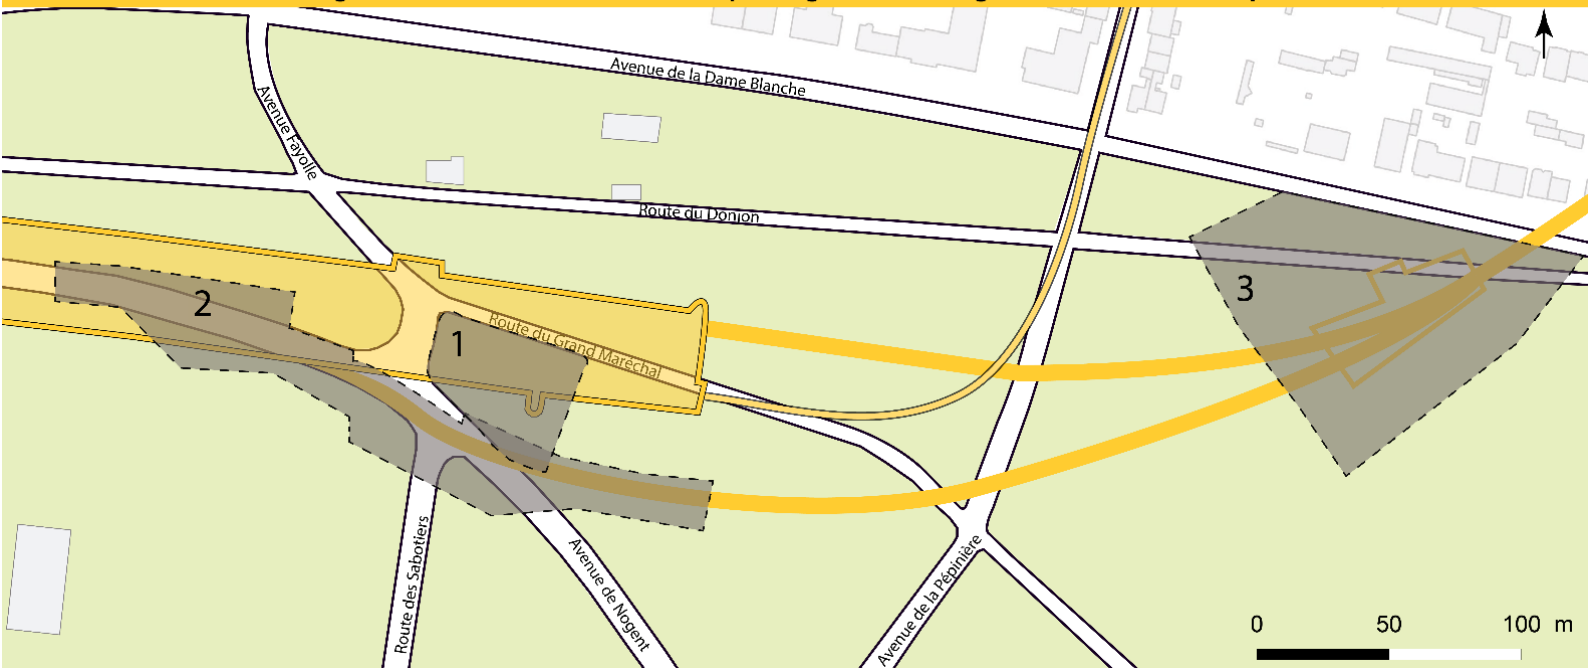 Avenue de la Dame Blanche
Avenue Fayolle
Route du Donjon
3
2
1
Route du Grand Maréchal
Route des Sabotiers
Avenue de Nogent
Avenue de la Pépinière
0 50 100 m